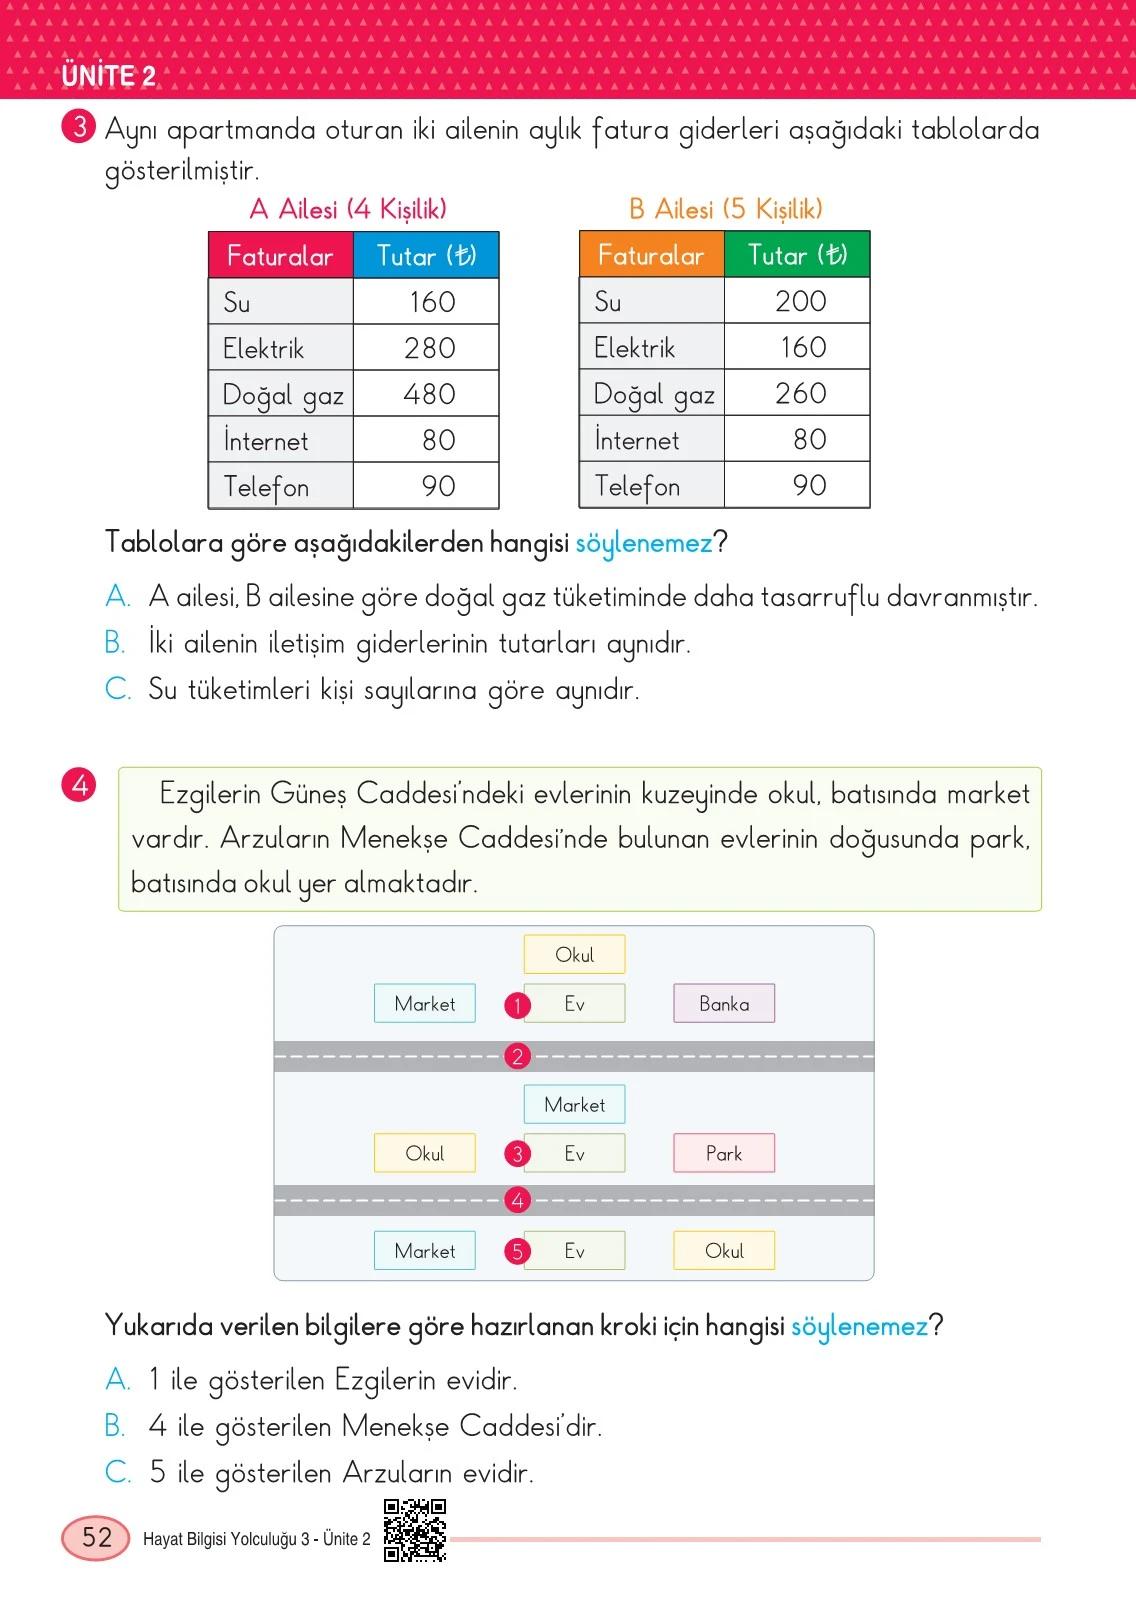 ÜNİTE 2
3 Aynı apartmanda oturan iki ailenin aylık fatura giderleri aşağıdaki tablolarda
gösterilmiştir.
A Ailesi (4 Kişilik)
Faturalar Tutar (₺)
Su 160
Elektrik 280
Doğal gaz 480
İnternet 80
Telefon 90
B Ailesi (5 Kişilik)
Faturalar Tutar (₺)
Su 200
Elektrik 160
Doğal gaz 260
İnternet 80
Telefon 90
Tablolara göre aşağıdakilerden hangisi söylenemez?
A. A ailesi, B ailesine göre doğal gaz tüketiminde daha tasarruflu davranmıştır.
B. İki ailenin iletişim giderlerinin tutarları aynıdır.
C. Su tüketimleri kişi sayılarına göre aynıdır.
4 Ezgilerin Güneş Caddesi'ndeki evlerinin kuzeyinde okul, batısında market
vardır. Arzuların Menekşe Caddesi'nde bulunan evlerinin doğusunda park,
batısında okul yer almaktadır.
Okul
Market 1 Ev Banka
2
Market
Okul 3 Ev Park
4
Market 5 Ev Okul
Yukarıda verilen bilgilere göre hazırlanan kroki için hangisi söylenemez?
A. 1 ile gösterilen Ezgilerin evidir.
B. 4 ile gösterilen Menekşe Caddesi'dir.
C. 5 ile gösterilen Arzuların evidir.
52 Hayat Bilgisi Yolculuğu 3 - Ünite 2